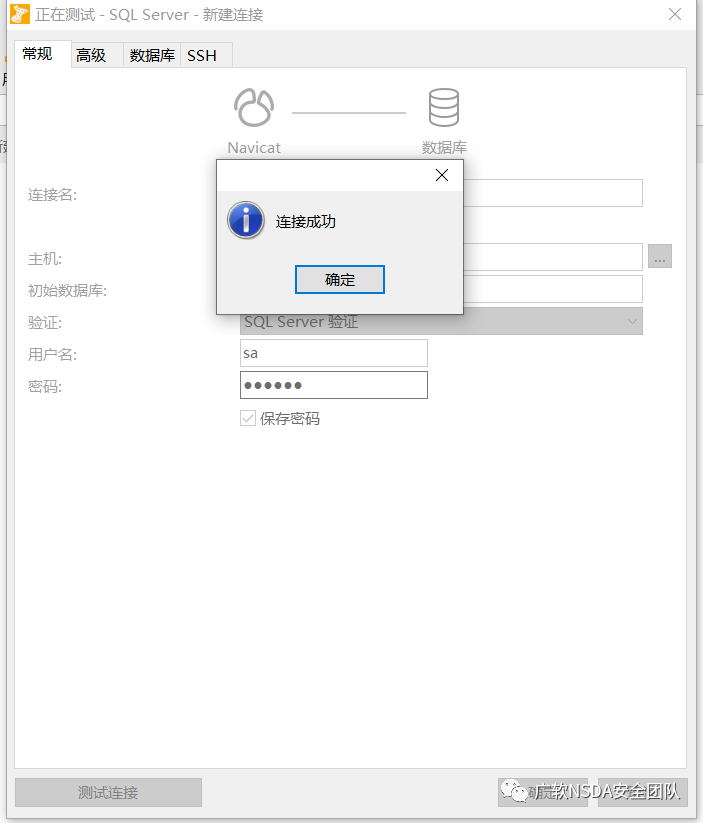 正在测试 - SQL Server - 新建连接
常规 高级 数据库 SSH
Navicat 数据库
连接名:
连接成功
主机: ...
确定
初始数据库:
验证: SQL Server 验证
用户名: sa
密码: ●●●●●●
保存密码
测试连接
广软NSDA安全团队